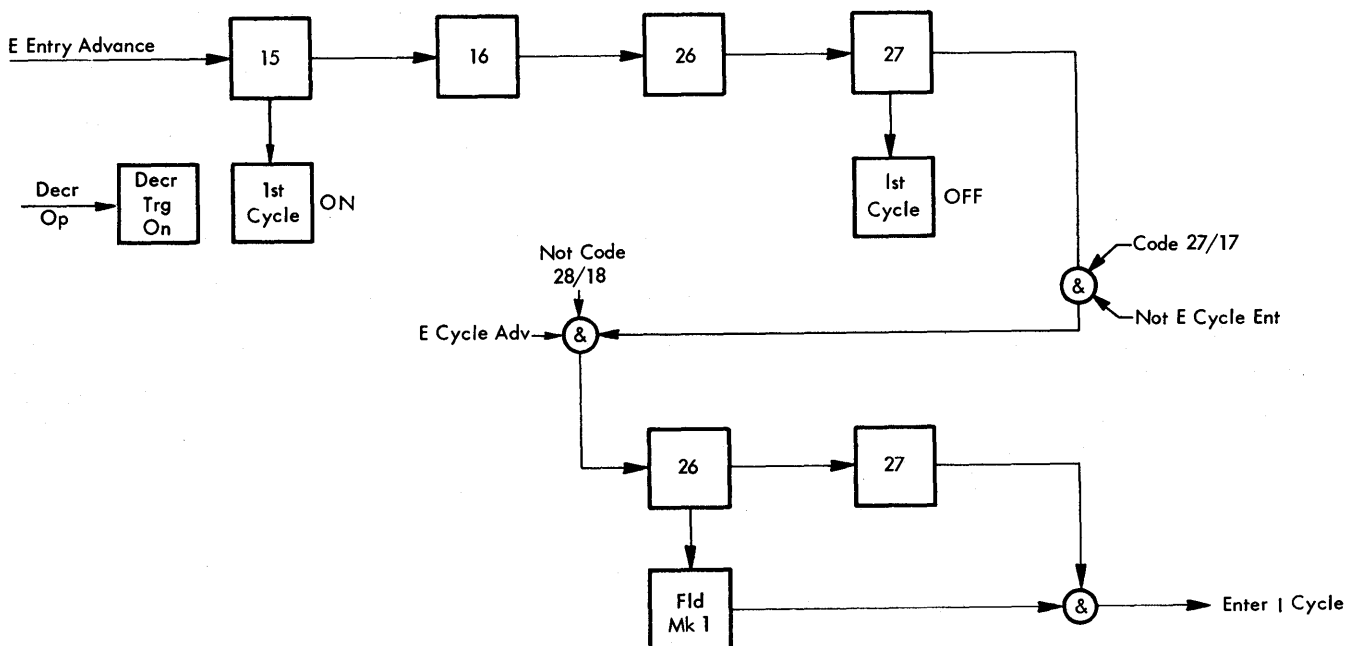 E Entry Advance
15
16
26
27
Decr
Op
Decr
Trg
On
1st
Cycle
ON
1st
Cycle
OFF
Not Code
28/18
Code 27/17
&
Not E Cycle Ent
E Cycle Adv
&
26
27
Fld
Mk 1
&
Enter I Cycle